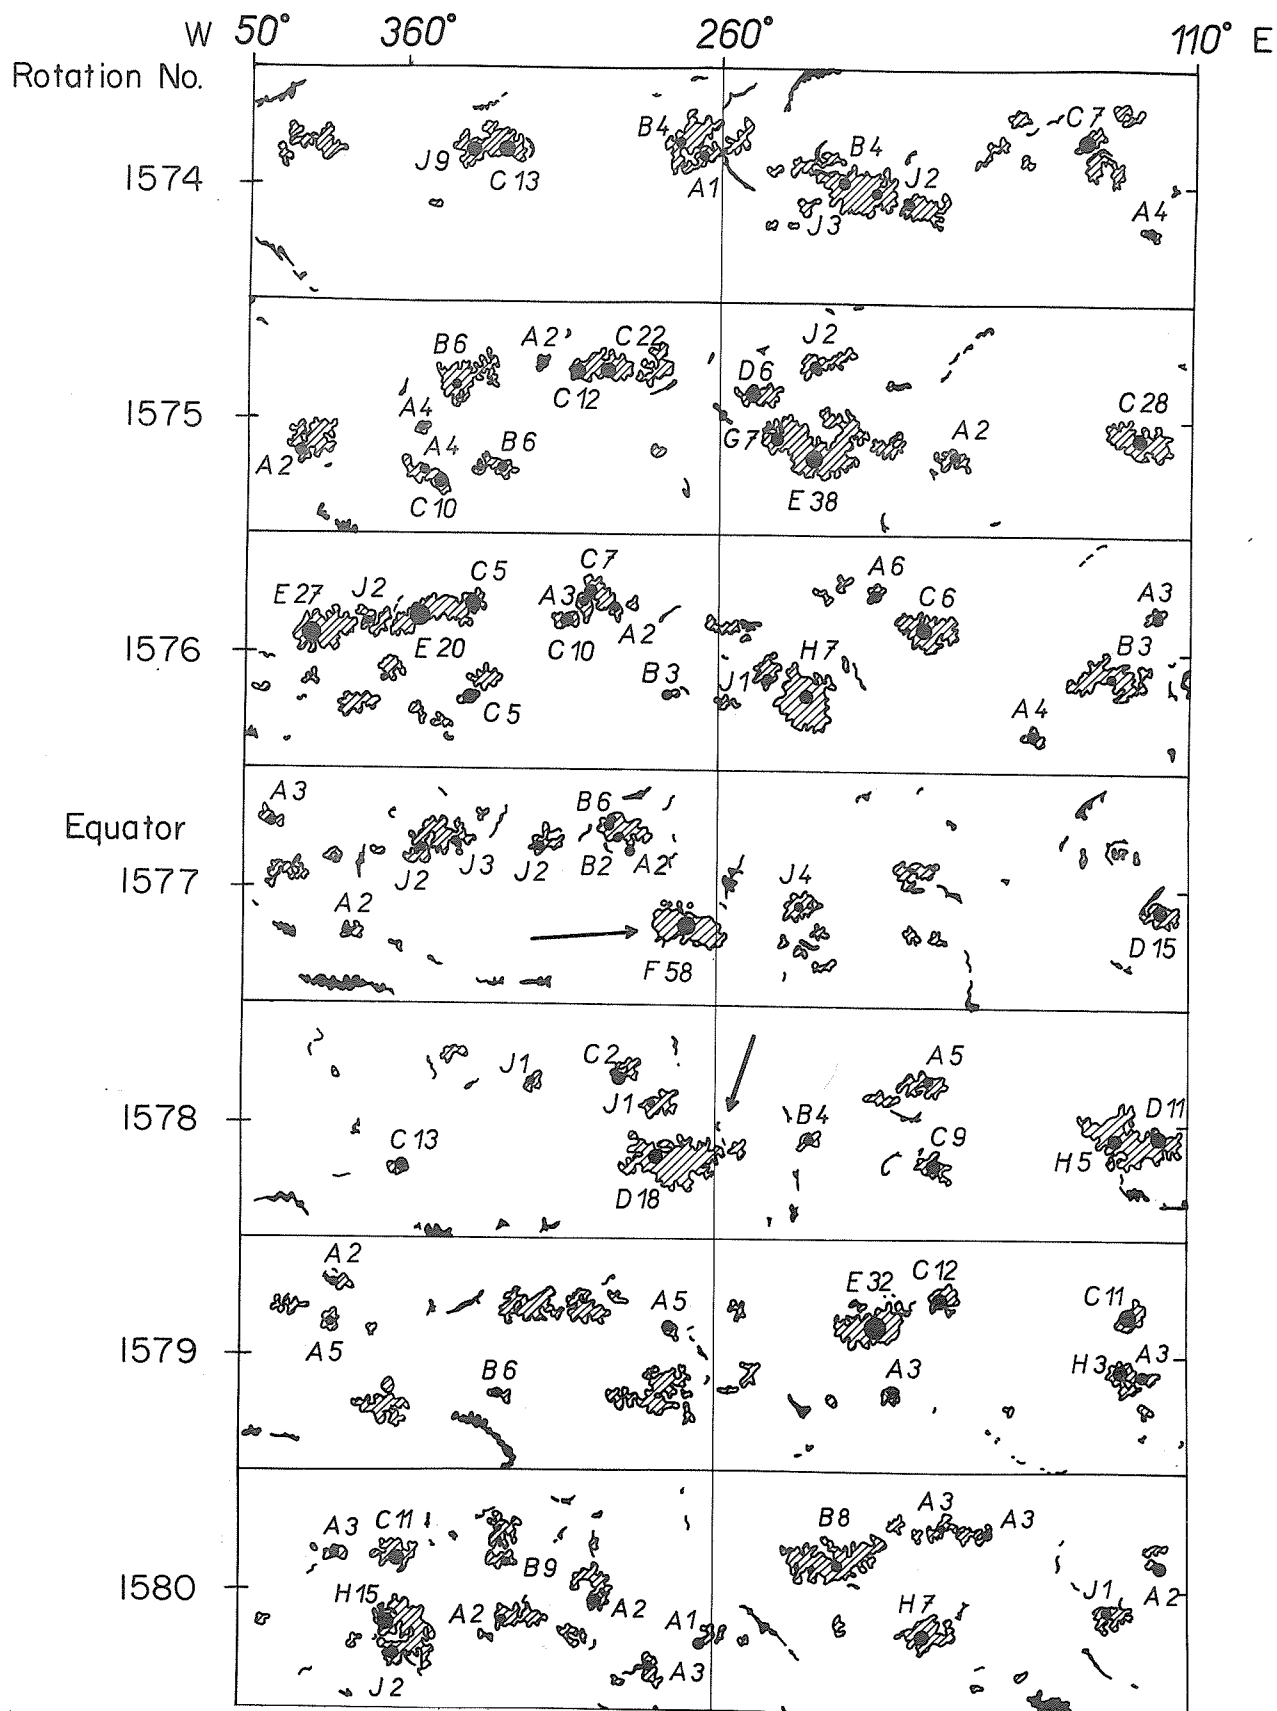 W 50° 360° 260° 110° E
Rotation No.
B4 C7
B4
J9 J2
1574 C13 A1
J3 A4
B6 A2 C22 J2
D6
C12
A4 C28
1575 G7
A4 B6 A2
A2
C10 E38
C7 A6
C5
E27 J2 A3 C6 A3
A2
E20 C10
1576 B3 H7 B3
J1
C5 A4
A3 B6
Equator
J3 J2 B2 A2
1577 J2 J4
A2
D15
F58
J1 C2 A5
J1
1578 B4 D11
C13 C9
H5
D18
A2 C12
E32
A5 C11
1579 A5
B6 A3 H3 A3
A3 C11 B8 A3 A3
B9
1580
H15 A2 A2 A1 H7 J1 A2
A3
J2